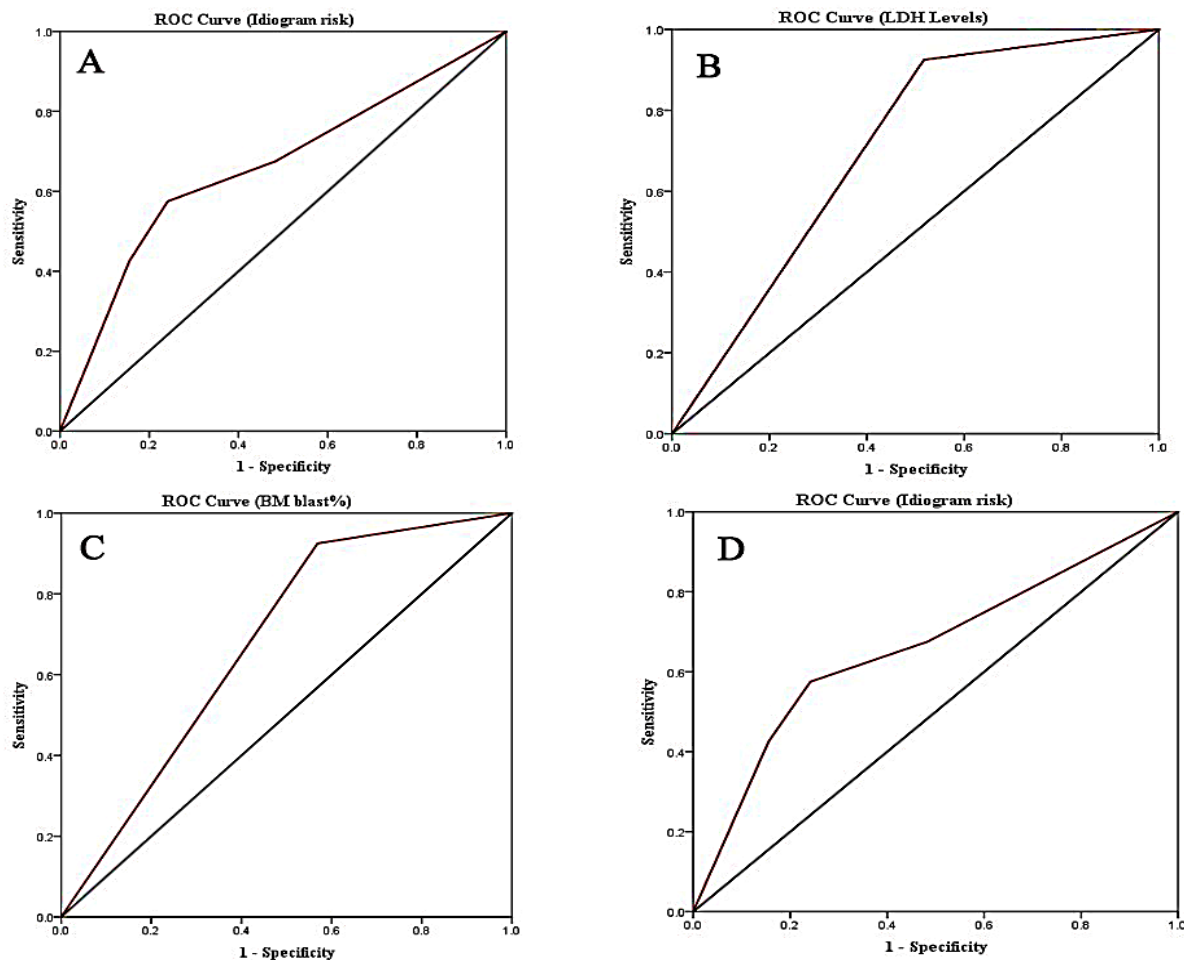 ROC Curve (Idiogram risk)
A
1.0
0.8
0.6
0.4
0.2
0.0
Sensitivity
0.0 0.2 0.4 0.6 0.8 1.0
1 - Specificity
ROC Curve (LDH Levels)
B
1.0
0.8
0.6
0.4
0.2
0.0
Sensitivity
0.0 0.2 0.4 0.6 0.8 1.0
1 - Specificity
ROC Curve (BM blast%)
C
1.0
0.8
0.6
0.4
0.2
0.0
Sensitivity
0.0 0.2 0.4 0.6 0.8 1.0
1 - Specificity
ROC Curve (Idiogram risk)
D
1.0
0.8
0.6
0.4
0.2
0.0
Sensitivity
0.0 0.2 0.4 0.6 0.8 1.0
1 - Specificity